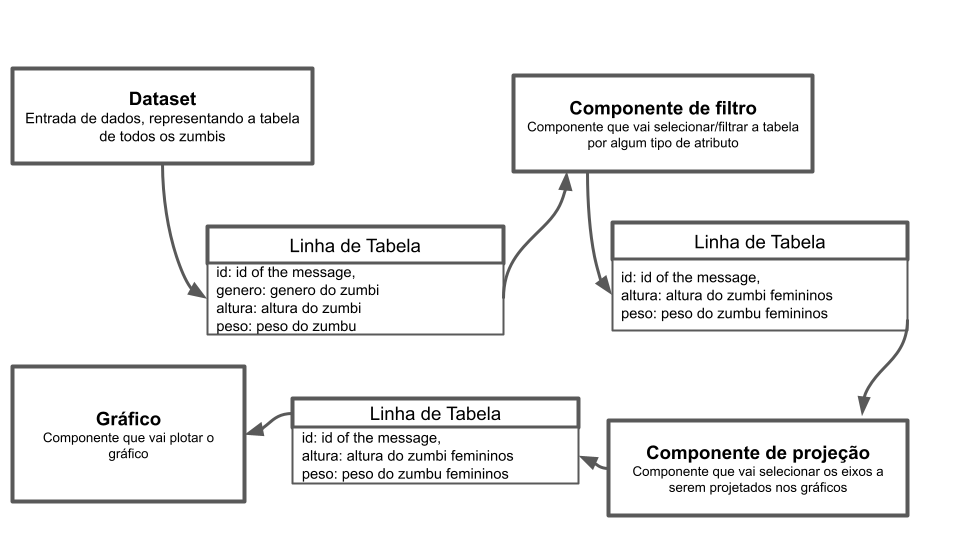 Dataset
Entrada de dados, representando a tabela
de todos os zumbis
Componente de filtro
Componente que vai selecionar/filtrar a tabela
por algum tipo de atributo
Linha de Tabela
id: id of the message,
genero: genero do zumbi
altura: altura do zumbi
peso: peso do zumbu
Linha de Tabela
id: id of the message,
altura: altura do zumbi femininos
peso: peso do zumbu femininos
Gráfico
Componente que vai plotar o
gráfico
Linha de Tabela
id: id of the message,
altura: altura do zumbi femininos
peso: peso do zumbu femininos
Componente de projeção
Componente que vai selecionar os eixos a
serem projetados nos gráficos